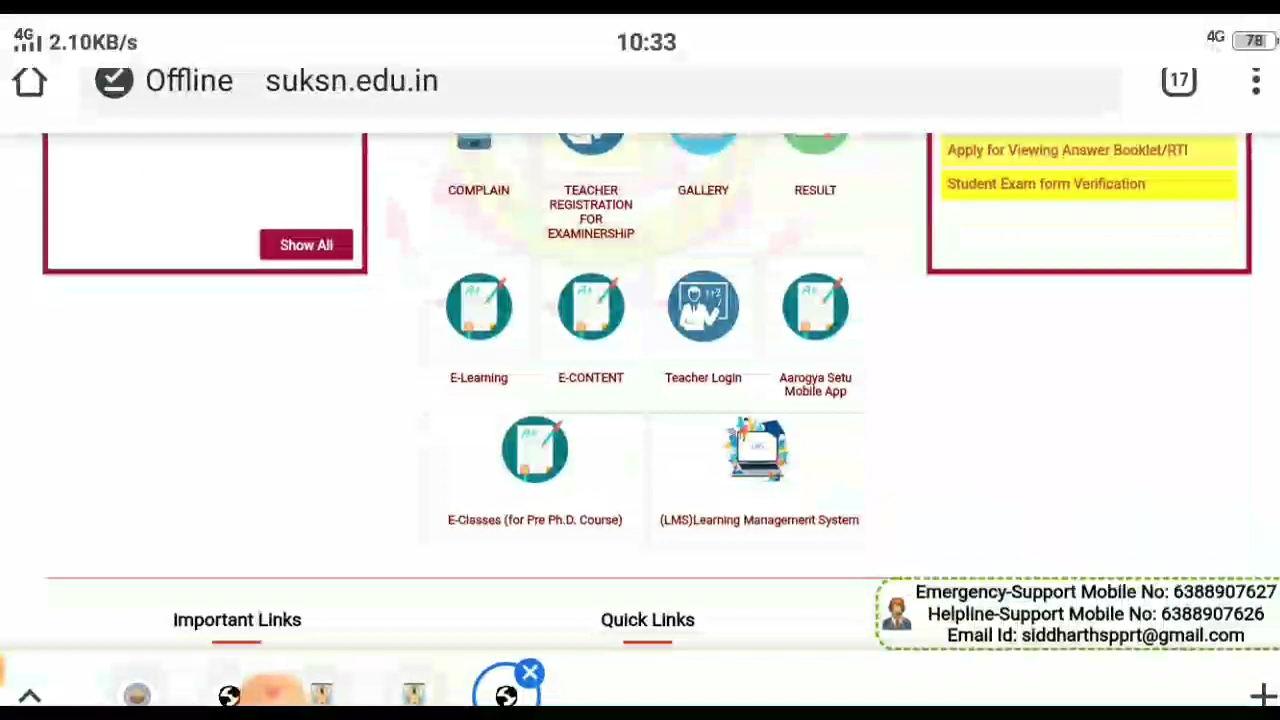 4G 2.10KB/s 10:33 4G 78
Offline suksn.edu.in 17
Apply for Viewing Answer Booklet/RTI
Student Exam form Verification
Show All
COMPLAIN
TEACHER
REGISTRATION
FOR
EXAMINERSHiP
GALLERY
RESULT
E-Learning
E-CONTENT
Teacher Login
Aarogya Setu
Mobile App
E-Classes (for Pre Ph.D. Course)
(LMS)Learning Management System
Important Links
Quick Links
Emergency-Support Mobile No: 6388907627
Helpline-Support Mobile No: 6388907626
Email Id: siddharthspprt@gmail.com